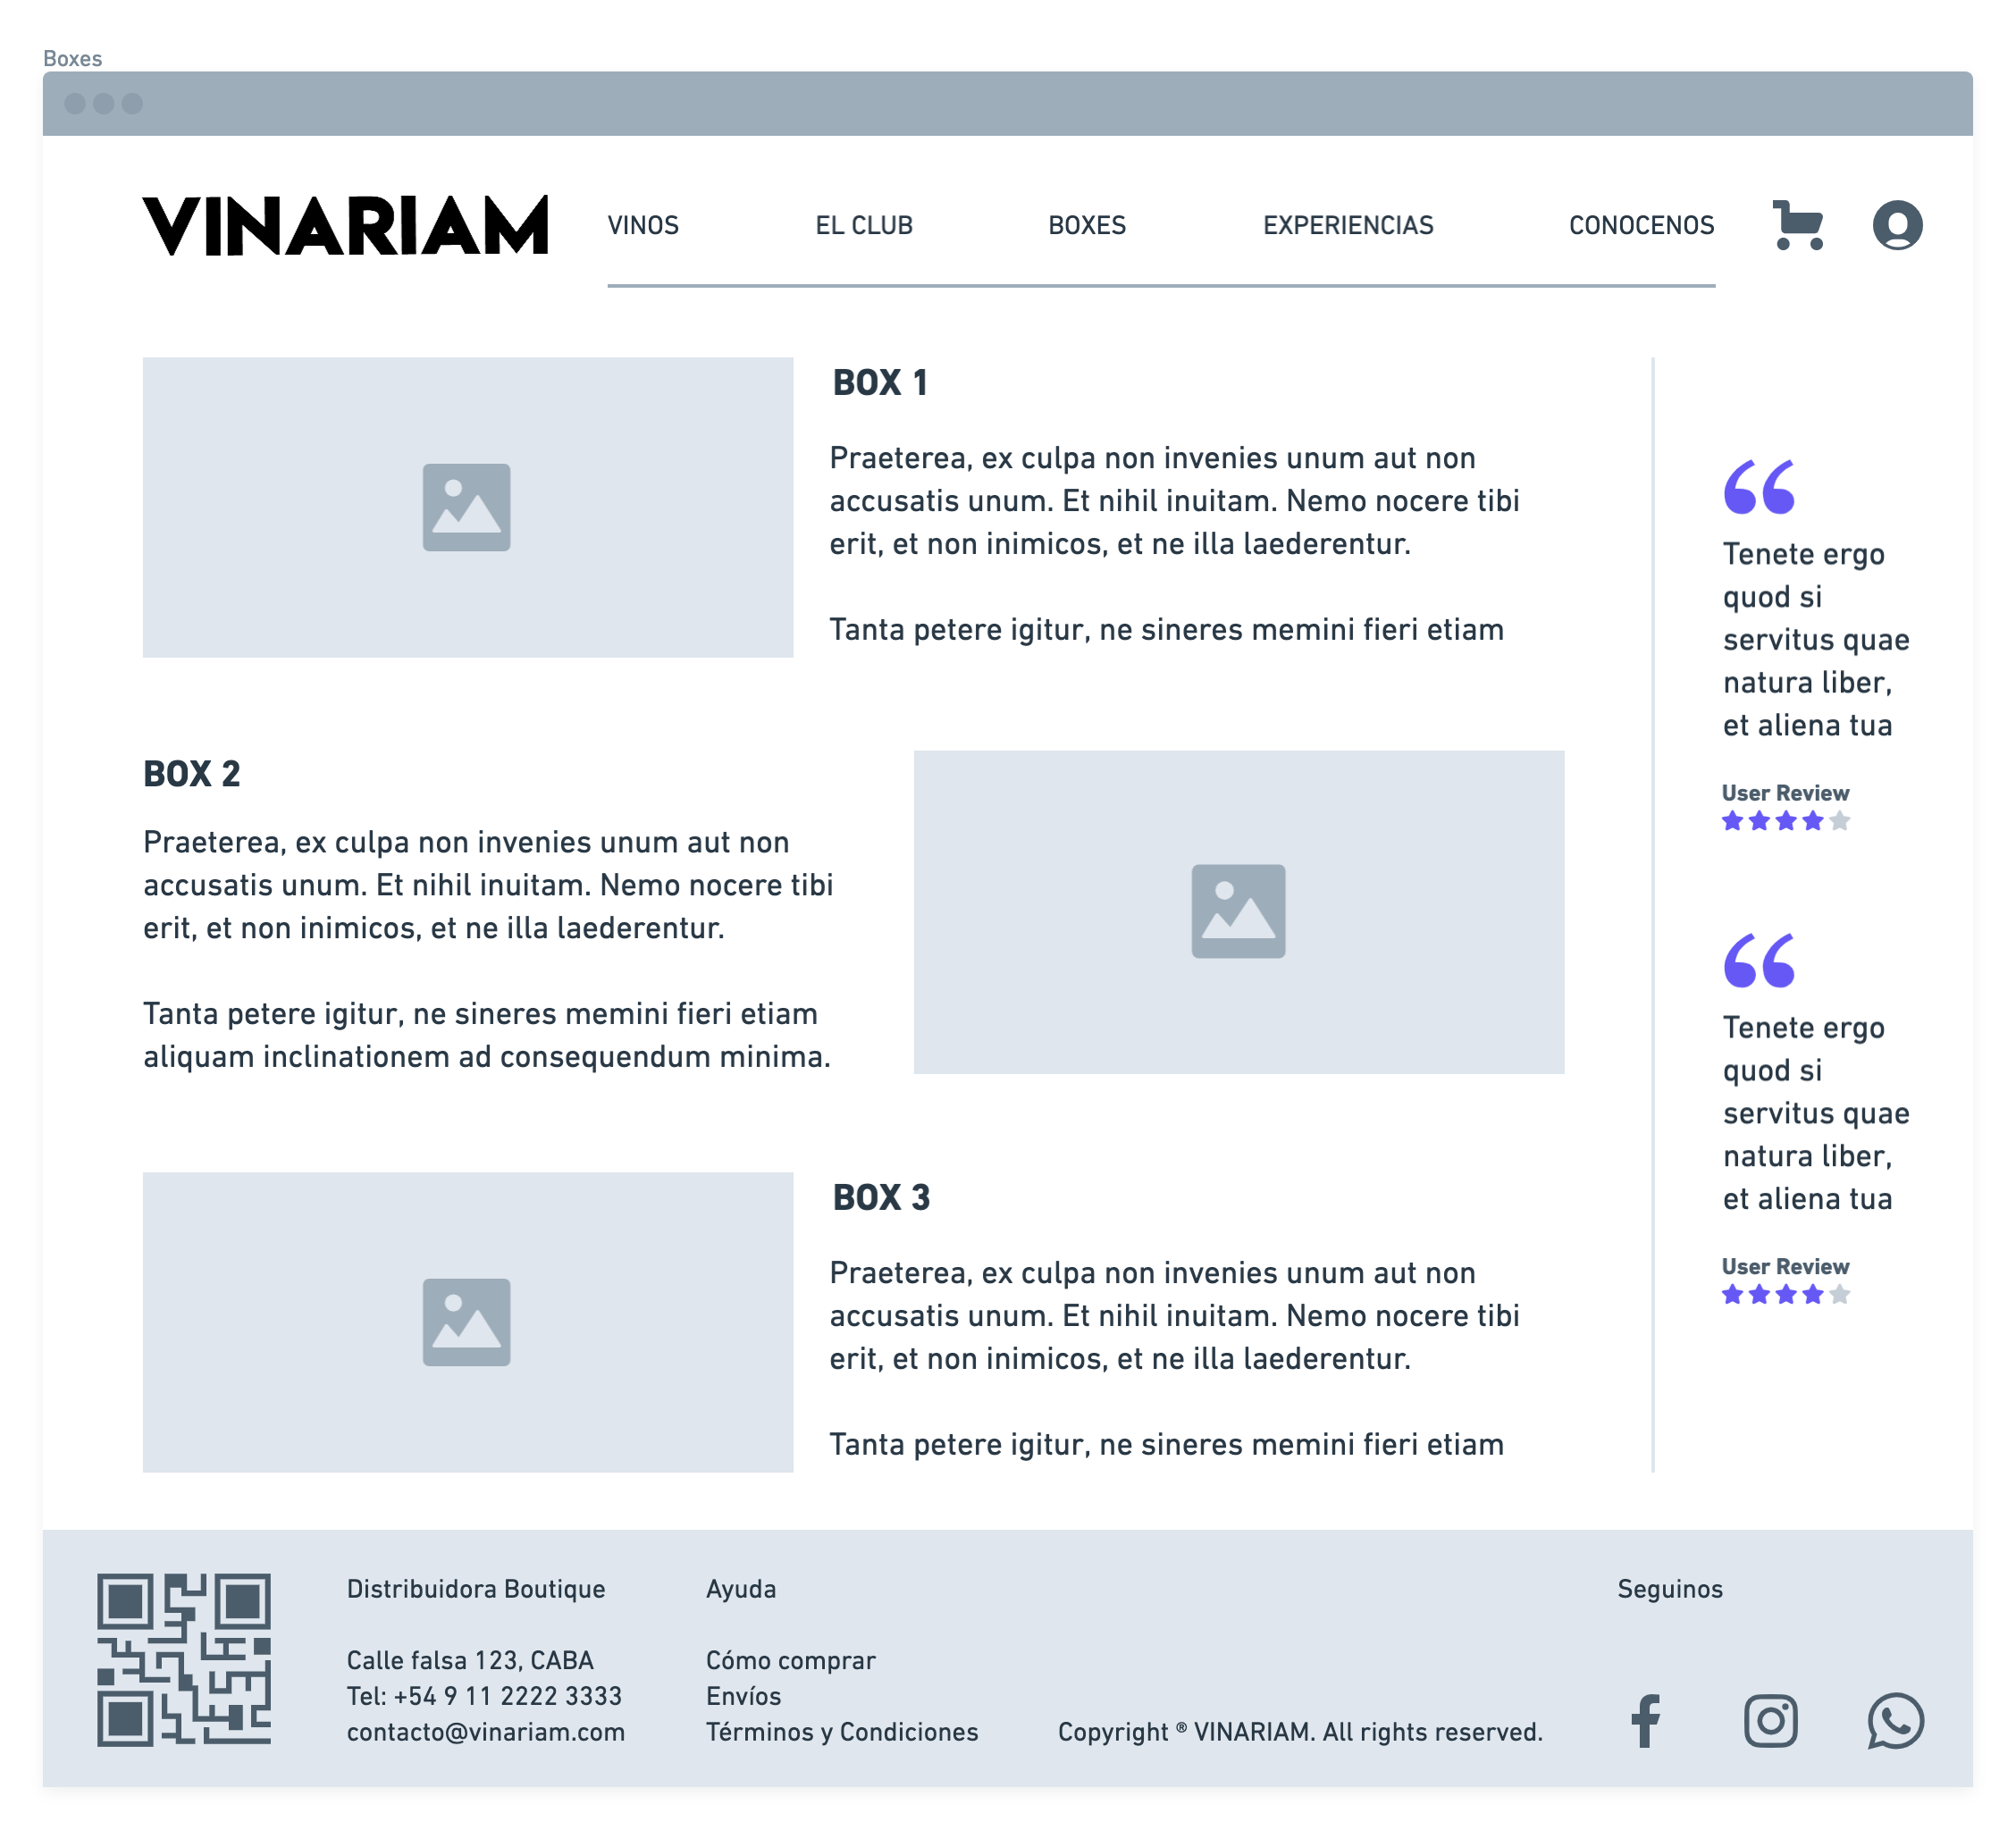 Boxes
VINARIAM
VINOS
EL CLUB
BOXES
EXPERIENCIAS
CONOCENOS
BOX 1
Praeterea, ex culpa non invenies unum aut non
accusatis unum. Et nihil inuitam. Nemo nocere tibi
erit, et non inimicos, et ne illa laederentur.
Tanta petere igitur, ne sineres memini fieri etiam
BOX 2
Praeterea, ex culpa non invenies unum aut non
accusatis unum. Et nihil inuitam. Nemo nocere tibi
erit, et non inimicos, et ne illa laederentur.
Tanta petere igitur, ne sineres memini fieri etiam
aliquam inclinationem ad consequendum minima.
BOX 3
Praeterea, ex culpa non invenies unum aut non
accusatis unum. Et nihil inuitam. Nemo nocere tibi
erit, et non inimicos, et ne illa laederentur.
Tanta petere igitur, ne sineres memini fieri etiam
“
Tenete ergo
quod si
servitus quae
natura liber,
et aliena tua
User Review
“
Tenete ergo
quod si
servitus quae
natura liber,
et aliena tua
User Review
Distribuidora Boutique
Calle falsa 123, CABA
Tel: +54 9 11 2222 3333
contacto@vinariam.com
Ayuda
Cómo comprar
Envíos
Términos y Condiciones
Copyright ® VINARIAM. All rights reserved.
Seguinos